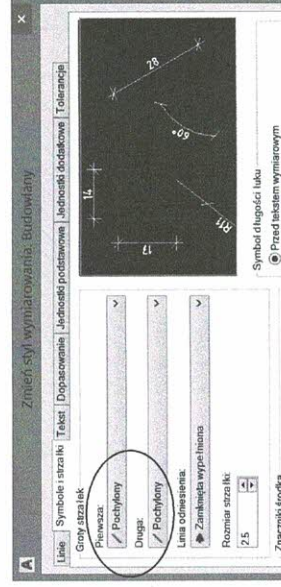 A
Zmień styl wymiarowania: Budowlany
Linie Symbole i strzałki Tekst Dopasowanie Jednostki podstawowe Jednostki dodatkowe Tolerancje
Groty strzałek
Pierwsza:
Pochylony
Druga:
Pochylony
Linia odniesienia:
Zamknięta wypełniona
Rozmiar strzałki:
2.5
Znaczniki środka
14
17
28
60°
R11
Symbol długości łuku
Przed tekstem wymiarowym